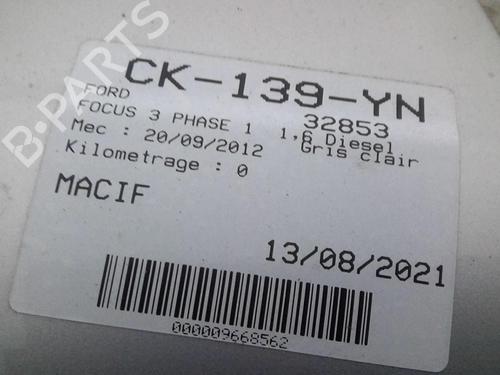 CK-139-YN
FORD 32853
FOCUS 3 PHASE 1 1,6 Diesel
Mec : 20/09/2012 Gris clair
Kilometrage : 0
MACIF
13/08/2021
000009668562
B-PARTS